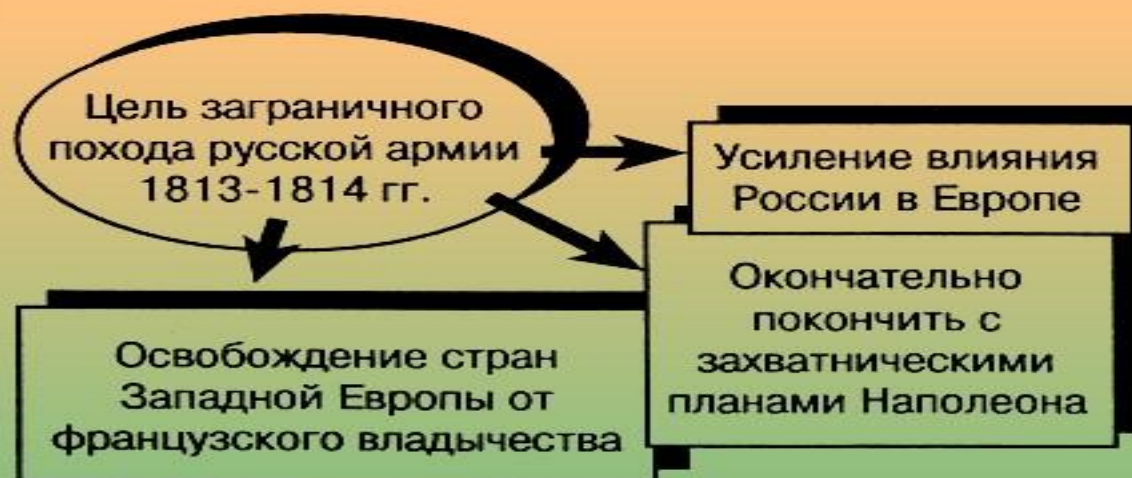 Цель заграничного
похода русской армии
1813-1814 гг.
Усиление влияния
России в Европе
Окончательно
покончить с
захватническими
планами Наполеона
Освобождение стран
Западной Европы от
французского владычества